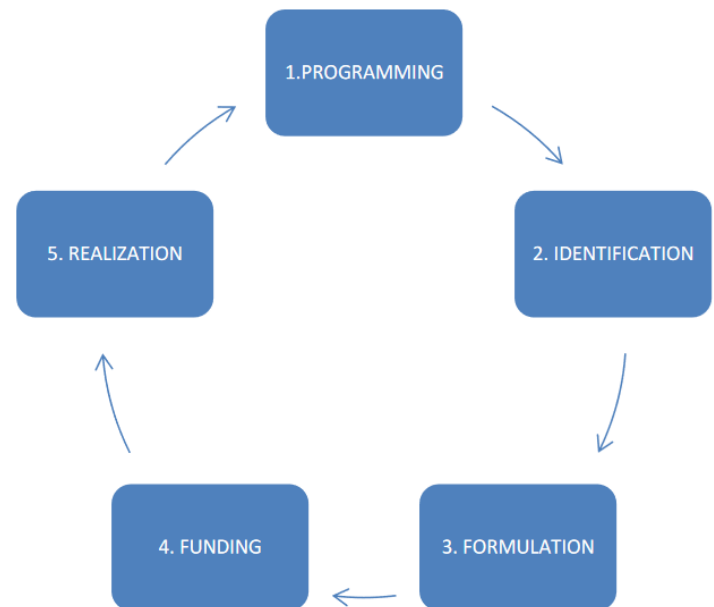 1.PROGRAMMING
2. IDENTIFICATION
3. FORMULATION
4. FUNDING
5. REALIZATION